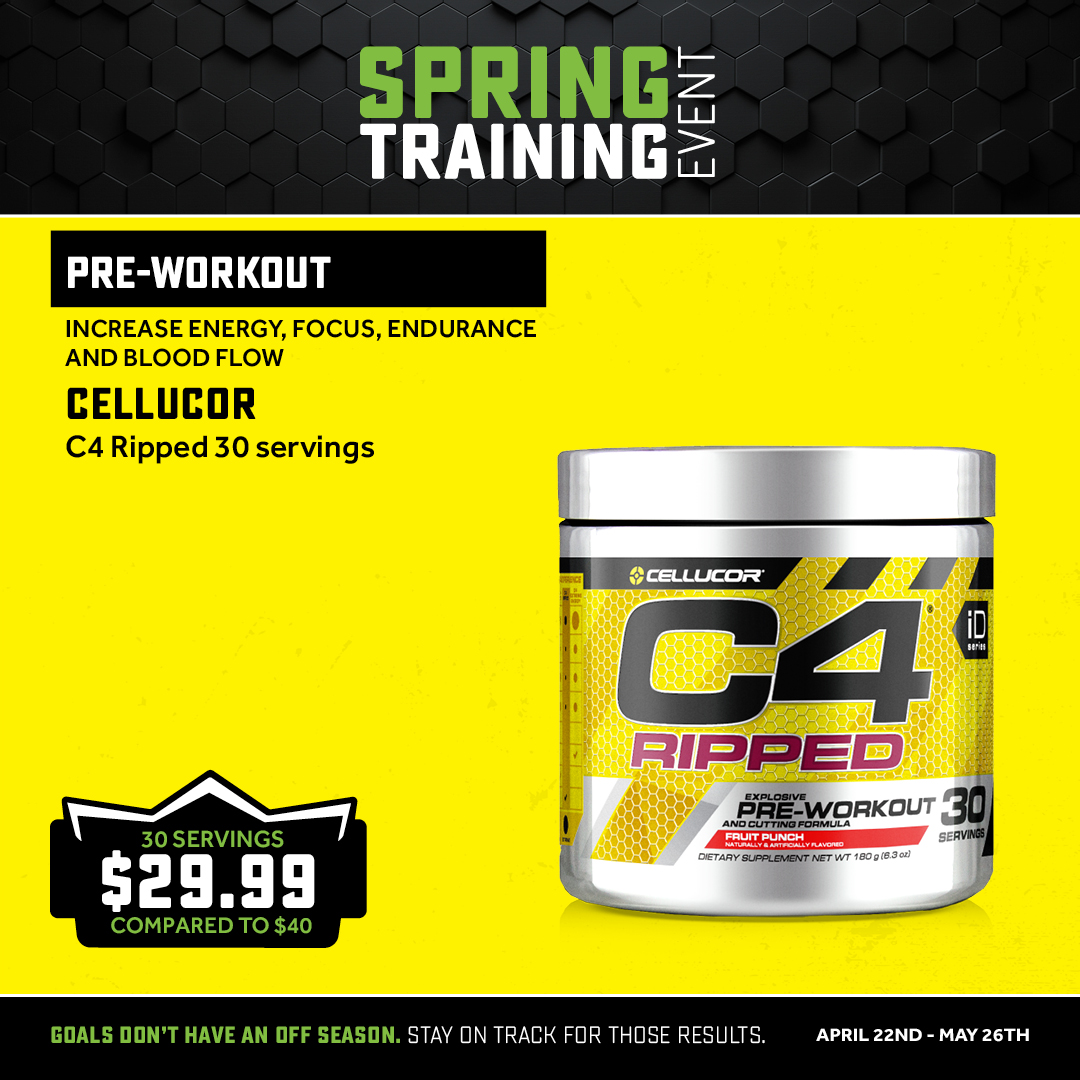 SPRING
TRAINING
EVENT
PRE-WORKOUT
INCREASE ENERGY, FOCUS, ENDURANCE
AND BLOOD FLOW
CELLUCOR
C4 Ripped 30 servings
CELLUCOR®
C4®
iD
series
RIPPED
EXPLOSIVE
PRE-WORKOUT
AND CUTTING FORMULA
30
SERVINGS
FRUIT PUNCH
NATURALLY & ARTIFICIALLY FLAVORED
DIETARY SUPPLEMENT NET WT 180 g (6.3 oz)
30 SERVINGS
$29.99
COMPARED TO $40
GOALS DON'T HAVE AN OFF SEASON. STAY ON TRACK FOR THOSE RESULTS.
APRIL 22ND - MAY 26TH